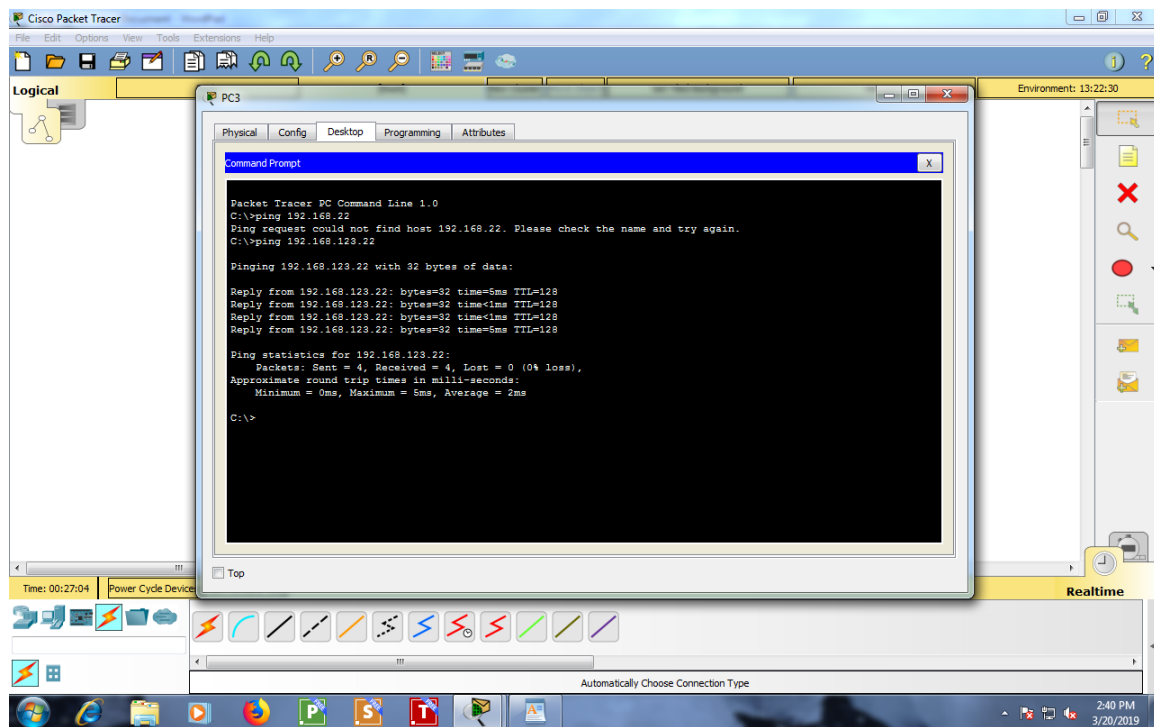 Cisco Packet Tracer
File Edit Options View Tools Extensions Help
Logical
Environment: 13:22:30
PC3
Physical Config Desktop Programming Attributes
Command Prompt
X
Packet Tracer PC Command Line 1.0
C:\>ping 192.168.22
Ping request could not find host 192.168.22. Please check the name and try again.
C:\>ping 192.168.123.22
Pinging 192.168.123.22 with 32 bytes of data:
Reply from 192.168.123.22: bytes=32 time=5ms TTL=128
Reply from 192.168.123.22: bytes=32 time<1ms TTL=128
Reply from 192.168.123.22: bytes=32 time<1ms TTL=128
Reply from 192.168.123.22: bytes=32 time=5ms TTL=128
Ping statistics for 192.168.123.22:
Packets: Sent = 4, Received = 4, Lost = 0 (0% loss),
Approximate round trip times in milli-seconds:
Minimum = 0ms, Maximum = 5ms, Average = 2ms
C:\>
Top
Time: 00:27:04
Power Cycle Device
Realtime
Automatically Choose Connection Type
P S T
A
2:40 PM
3/20/2019